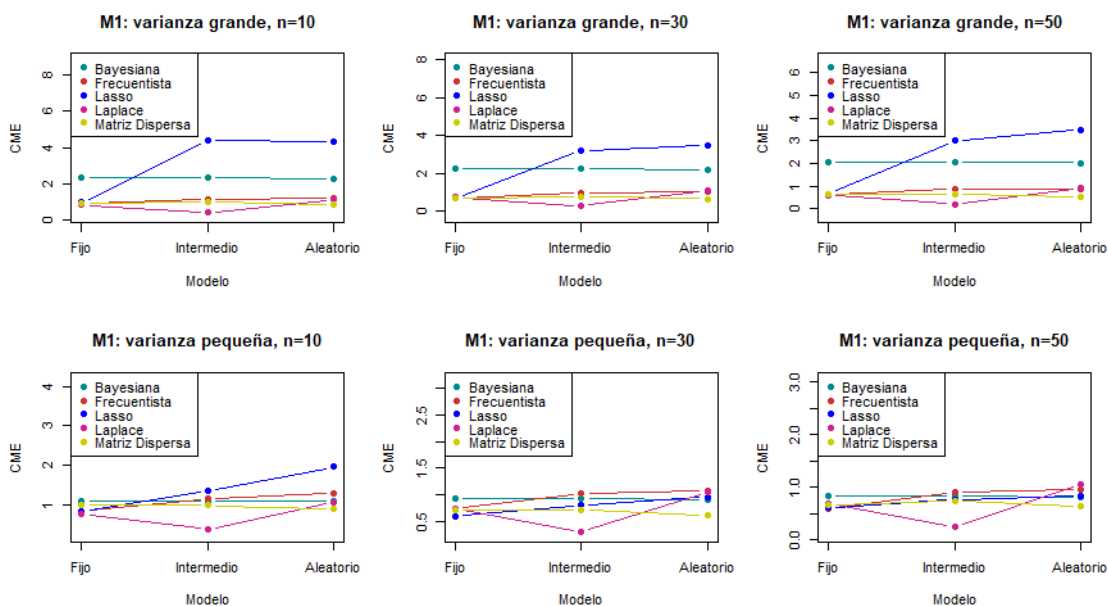 M1: varianza grande, n=10
CME
8
6
4
2
0
Bayesiana
Frecuentista
Lasso
Laplace
Matriz Dispersa
Fijo
Intermedio
Aleatorio
Modelo
M1: varianza grande, n=30
CME
8
6
4
2
0
Bayesiana
Frecuentista
Lasso
Laplace
Matriz Dispersa
Fijo
Intermedio
Aleatorio
Modelo
M1: varianza grande, n=50
CME
6
5
4
3
2
1
0
Bayesiana
Frecuentista
Lasso
Laplace
Matriz Dispersa
Fijo
Intermedio
Aleatorio
Modelo
M1: varianza pequeña, n=10
CME
4
3
2
1
Bayesiana
Frecuentista
Lasso
Laplace
Matriz Dispersa
Fijo
Intermedio
Aleatorio
Modelo
M1: varianza pequeña, n=30
CME
2.5
1.5
0.5
Bayesiana
Frecuentista
Lasso
Laplace
Matriz Dispersa
Fijo
Intermedio
Aleatorio
Modelo
M1: varianza pequeña, n=50
CME
3.0
2.0
1.0
0.0
Bayesiana
Frecuentista
Lasso
Laplace
Matriz Dispersa
Fijo
Intermedio
Aleatorio
Modelo